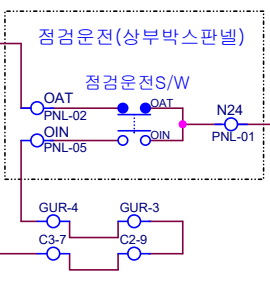 점검운전(상부박스판넬)
점검운전S/W
OAT OAT
PNL-02
N24
OIN OIN
PNL-05 PNL-01
GUR-4 GUR-3
C3-7 C2-9